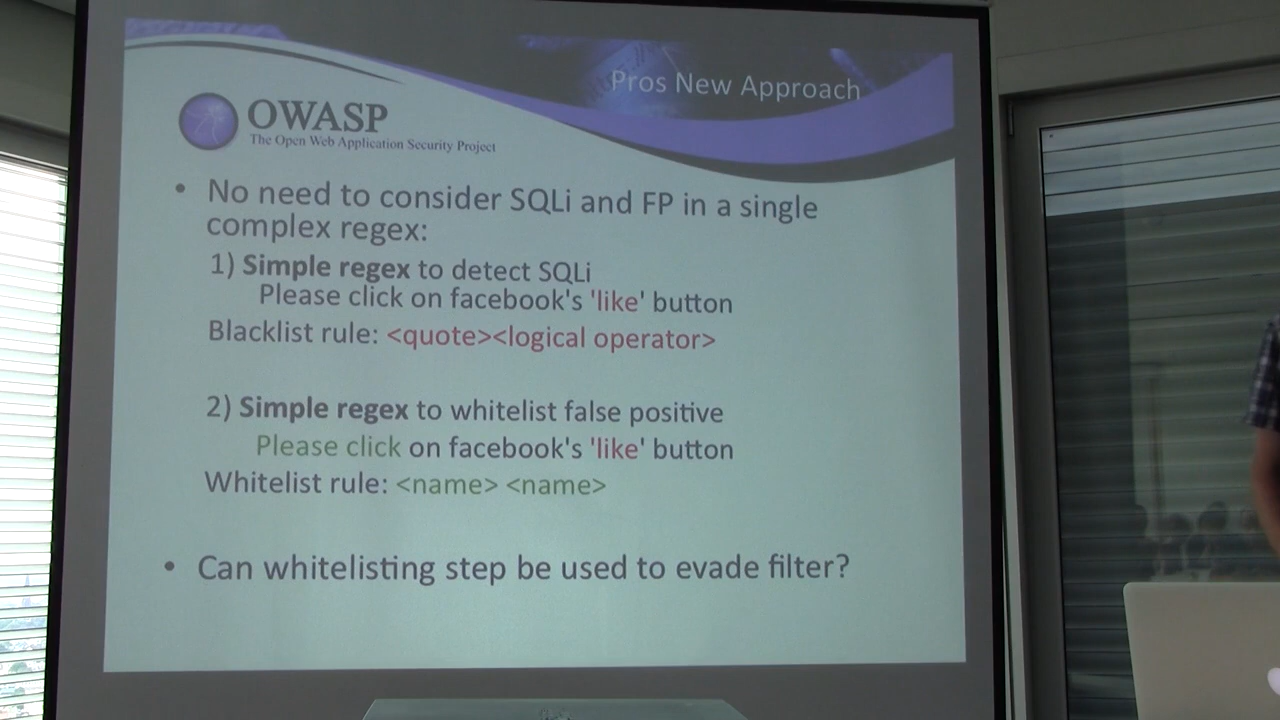 Pros New Approach
OWASP
The Open Web Application Security Project
• No need to consider SQLi and FP in a single
complex regex:
1) Simple regex to detect SQLi
Please click on facebook's 'like' button
Blacklist rule: <quote><logical operator>
2) Simple regex to whitelist false positive
Please click on facebook's 'like' button
Whitelist rule: <name> <name>
• Can whitelisting step be used to evade filter?